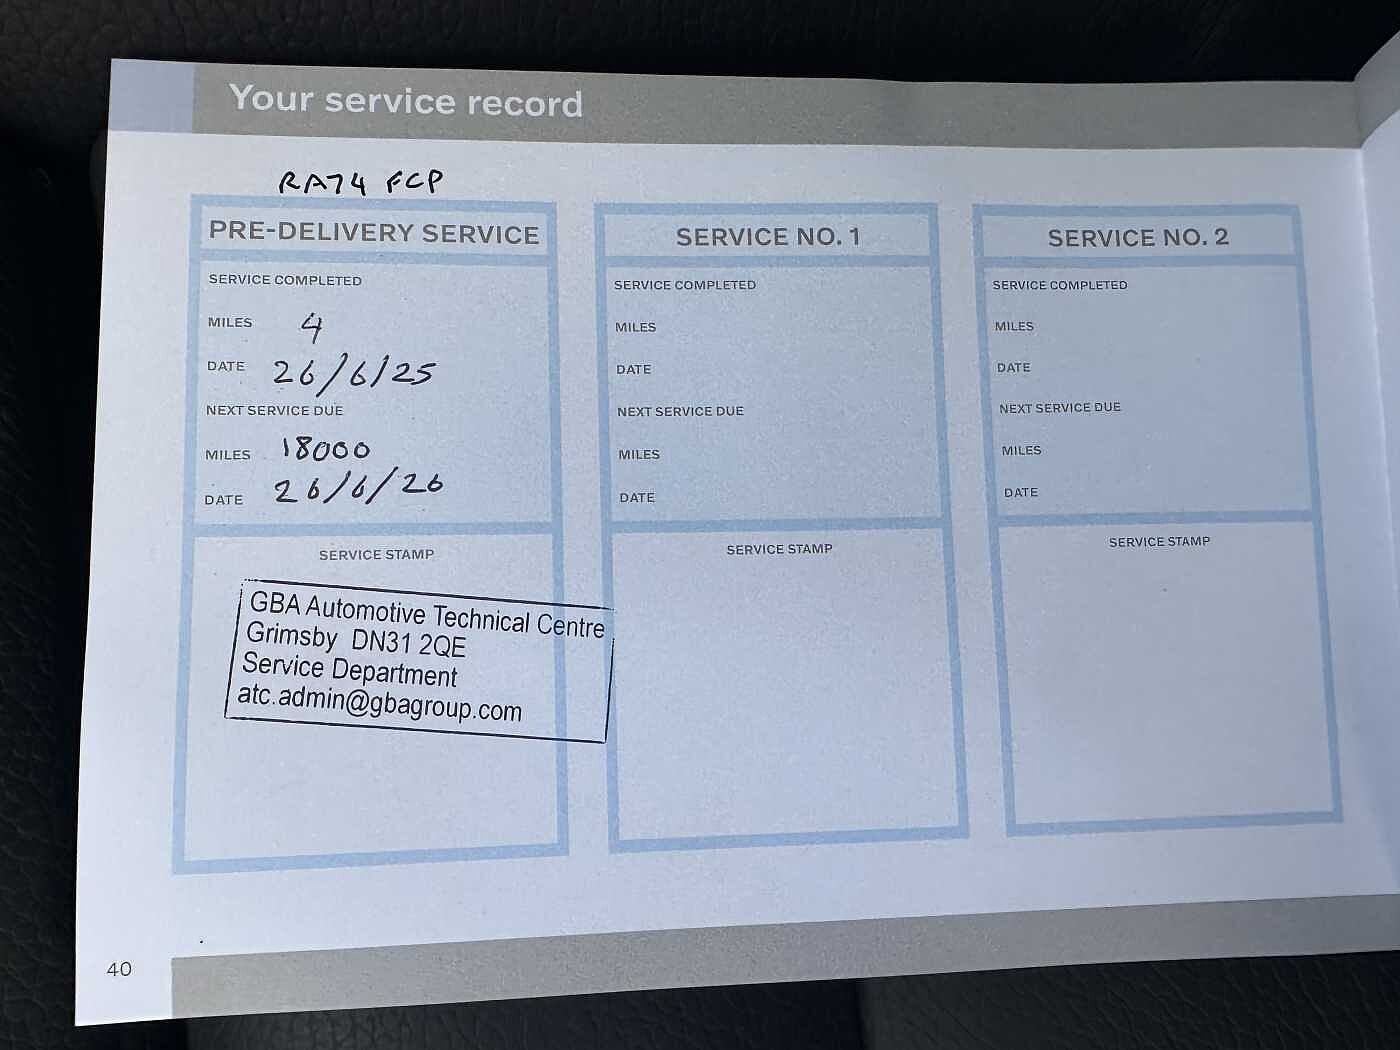 Your service record
RA74 FCP
PRE-DELIVERY SERVICE
SERVICE COMPLETED
MILES 4
DATE 26/6/25
NEXT SERVICE DUE
MILES 18000
DATE 26/6/26
SERVICE STAMP
GBA Automotive Technical Centre
Grimsby DN31 2QE
Service Department
atc.admin@gbagroup.com
SERVICE NO. 1
SERVICE COMPLETED
MILES
DATE
NEXT SERVICE DUE
MILES
DATE
SERVICE STAMP
SERVICE NO. 2
SERVICE COMPLETED
MILES
DATE
NEXT SERVICE DUE
MILES
DATE
SERVICE STAMP
40